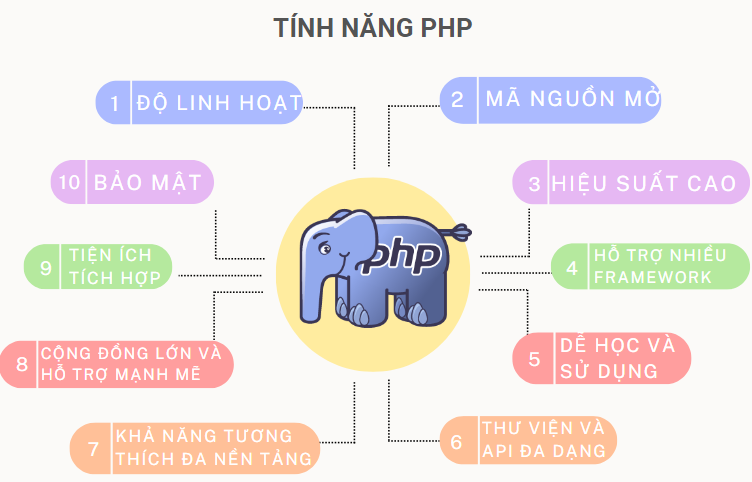 TÍNH NĂNG PHP
1 ĐỘ LINH HOẠT
2 MÃ NGUỒN MỞ
3 HIỆU SUẤT CAO
4 HỖ TRỢ NHIỀU
FRAMEWORK
5 DỄ HỌC VÀ
SỬ DỤNG
6 THƯ VIỆN VÀ
API ĐA DẠNG
7 KHẢ NĂNG TƯƠNG
THÍCH ĐA NỀN TẢNG
8 CỘNG ĐỒNG LỚN VÀ
HỖ TRỢ MẠNH MẼ
9 TIỆN ÍCH
TÍCH HỢP
10 BẢO MẬT
php